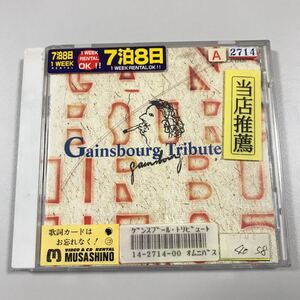 7泊8日
1 WEEK
RENTAL
1 WEEK
RENTAL
OK !!
7泊8日
1 WEEK RENTAL OK !!
A
2714
当店推薦
Gainsbourg Tribute
gainsbourg
歌詞カードは
お忘れなく!
VIDEO & CD RENTAL
MUSASHINO
ゲンズブール・トリビュート
14-2714-00 オムニバス